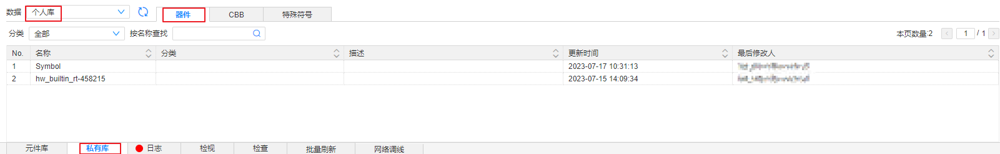 数据 个人库 器件 CBB 特殊符号
分类 全部 按名称查找 本页数量:2 1 / 1
No. 名称 分类 描述 更新时间 最后修改人
1 Symbol 2023-07-17 10:31:13
2 hw_builtin_rt-458215 2023-07-15 14:09:34
元件库 私有库 日志 检视 检查 批量刷新 网络调线